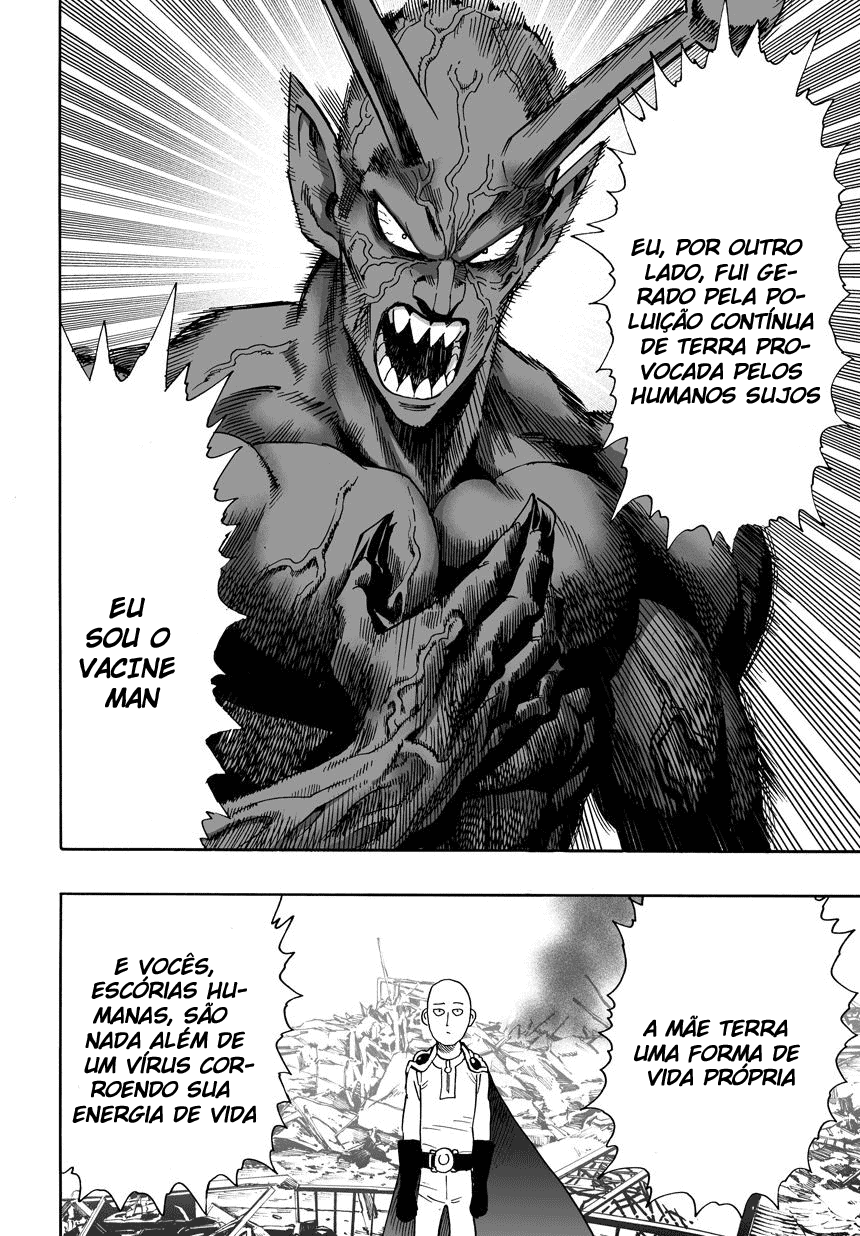 EU, POR OUTRO
LADO, FUI GE-
RADO PELA PO-
LUIÇÃO CONTÍNUA
DE TERRA PRO-
VOCADA PELOS
HUMANOS SUJOS
EU
SOU O
VACINE
MAN
A MÃE TERRA
UMA FORMA DE
VIDA PRÓPRIA
E VOCÊS,
ESCÓRIAS HU-
MANAS, SÃO
NADA ALÉM DE
UM VÍRUS COR-
ROENDO SUA
ENERGIA DE VIDA